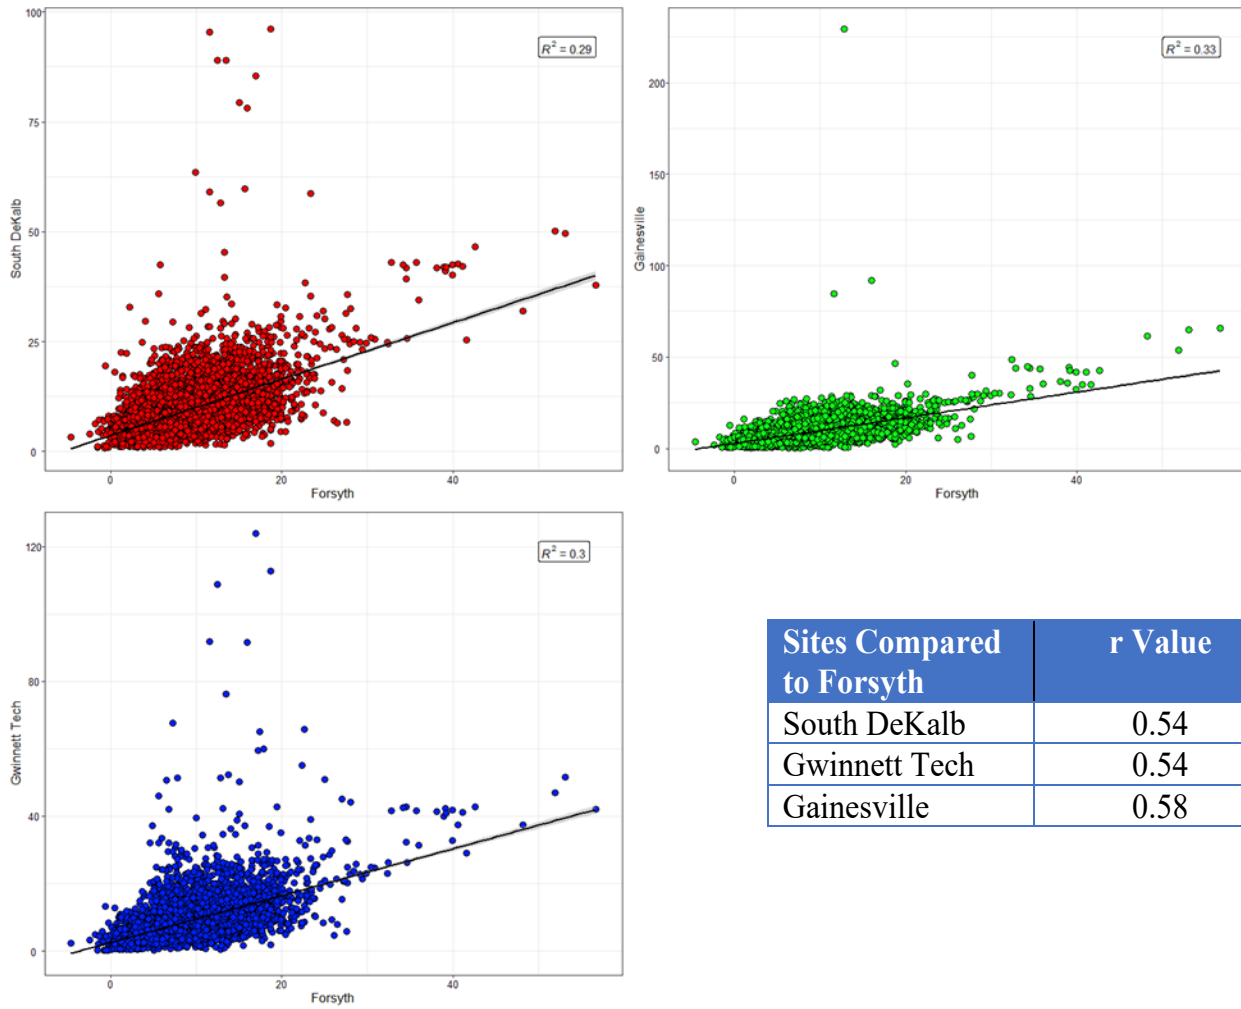 100
75
50
25
0
South DeKalb
R² = 0.29
0
40
Forsyth
200
150
100
50
0
Gainesville
R² = 0.33
0
20
40
Forsyth
120
80
40
0
Gwinnett Tech
R² = 0.3
0
20
40
Forsyth
Sites Compared r Value
to Forsyth
South DeKalb 0.54
Gwinnett Tech 0.54
Gainesville 0.58